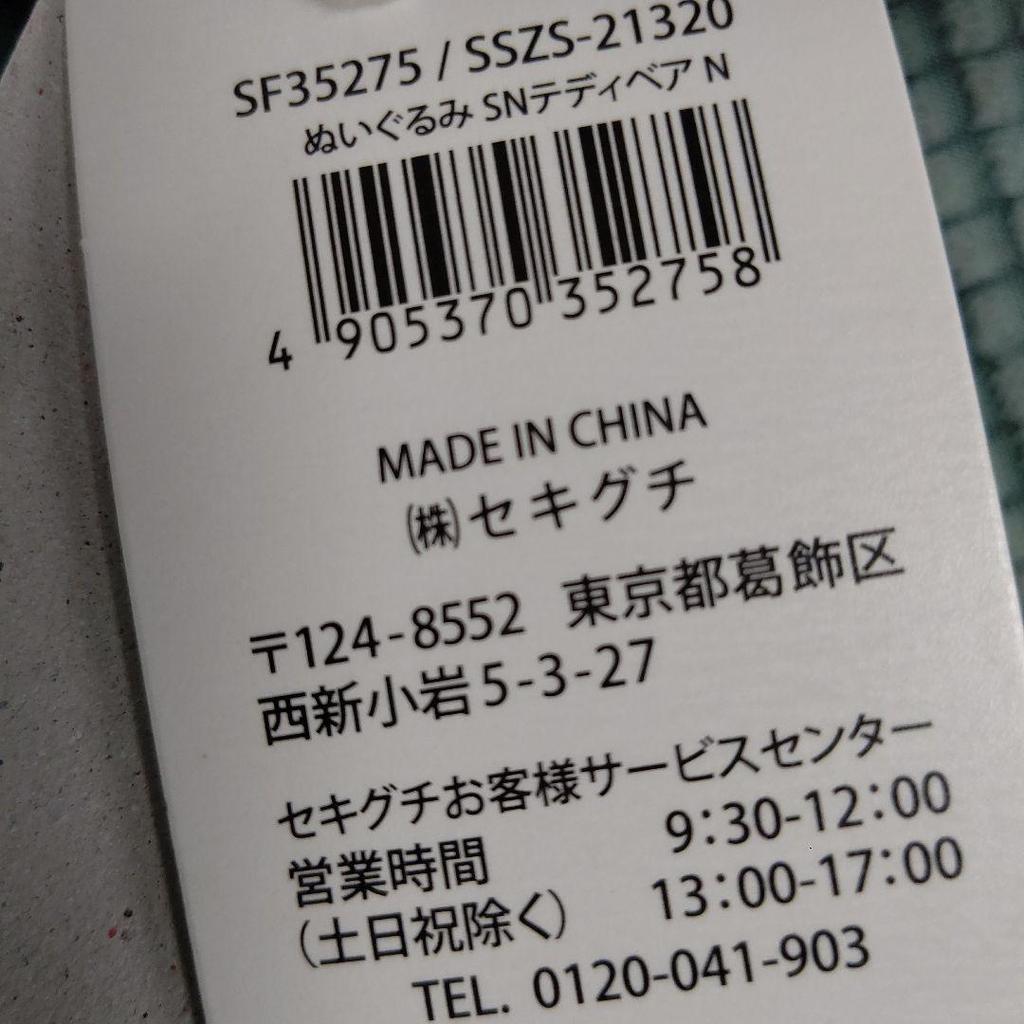 SF35275 / SSZS-21320
ぬいぐるみ SNテディベア N
4 905370 352758
MADE IN CHINA
㈱セキグチ
〒124-8552 東京都葛飾区
西新小岩5-3-27
セキグチお客様サービスセンター
営業時間 9:30-12:00
(土日祝除く) 13:00-17:00
TEL. 0120-041-903